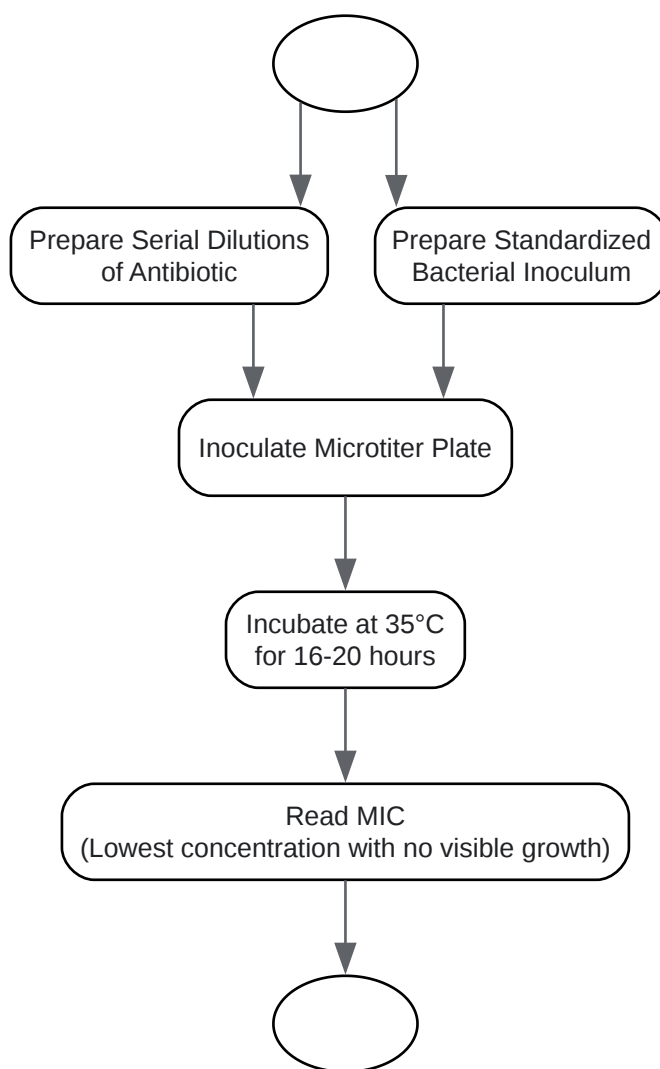 Prepare Serial Dilutions
of Antibiotic
Prepare Standardized
Bacterial Inoculum
Inoculate Microtiter Plate
Incubate at 35°C
for 16-20 hours
Read MIC
(Lowest concentration with no visible growth)